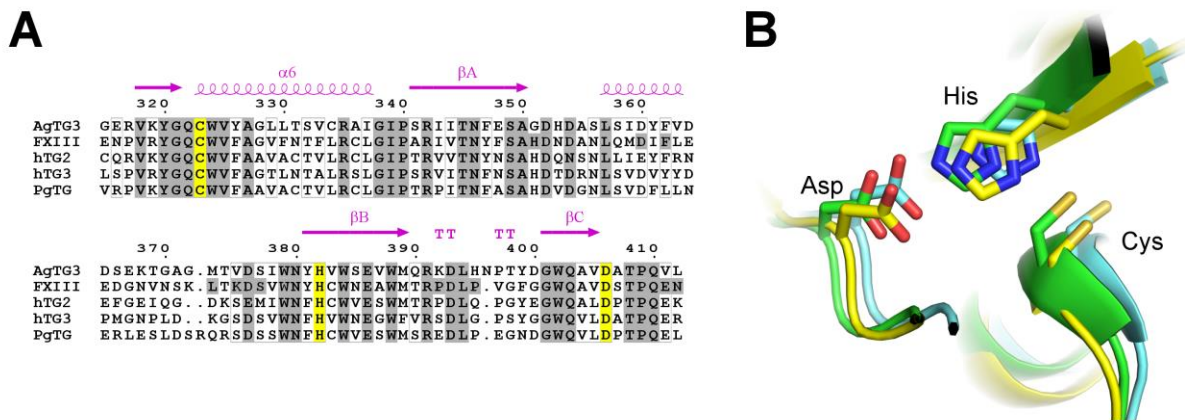 A
α6
βA
320 330 340 350 360
AgTG3 GERVKYGQCWVYAGLLTSVCRAIGIPSRIITNFESAGDHDASLSIDYFVD
FXIII ENPVRYGQCWVFAGVFNTFLRCLGIPARIVTNYFSAHDNDANLQMDIFLE
hTG2 CQRVKYGQCWVFAAVACTVLRCLGIPTRVVTNYNSAHDQNSNLLIEYFRN
hTG3 LSPVRYGQCWVFAGTLNTALRSLGIPSRVITNFNSAHDTDRNLSVDVYYD
PgTG VRPVKYGQCWVFAAVACTVLRCLGIPTRPITNFASAHDTDGNLSVDFLLN
βB TT TT βC
370 380 390 400 410
AgTG3 DSEKTGAG.MTVDSIWNYHVWSEVWMQRKDLHNPTYDGWQAVDATPQVL
FXIII EDGNVNSK.LTKDSVWNYHCWNEAWMTRPDLP.VGFGGWQAVDSTPQEN
hTG2 EFGEIQG..DKSEMIWNFHCWVESWMTRPDLQ.PGYEGWQALDPTPQEK
hTG3 PMGNPLD..KGSDSVWNFHVWNEGWFVRSDLG.PSYGGWQVLDATPQER
PgTG ERLESLDSRQRSDSSWNFHCWVESWMSREDLP.EGNDGWQVLDPTPQEL
B
His
Asp
Cys